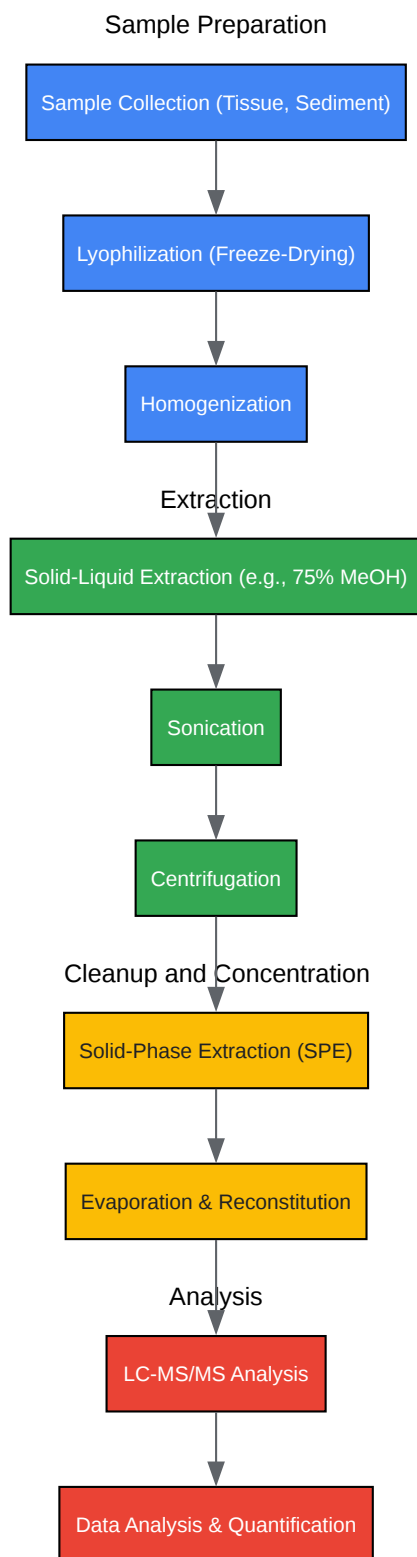 Sample Preparation
Sample Collection (Tissue, Sediment)
Lyophilization (Freeze-Drying)
Homogenization
Extraction
Solid-Liquid Extraction (e.g., 75% MeOH)
Sonication
Centrifugation
Cleanup and Concentration
Solid-Phase Extraction (SPE)
Evaporation & Reconstitution
Analysis
LC-MS/MS Analysis
Data Analysis & Quantification